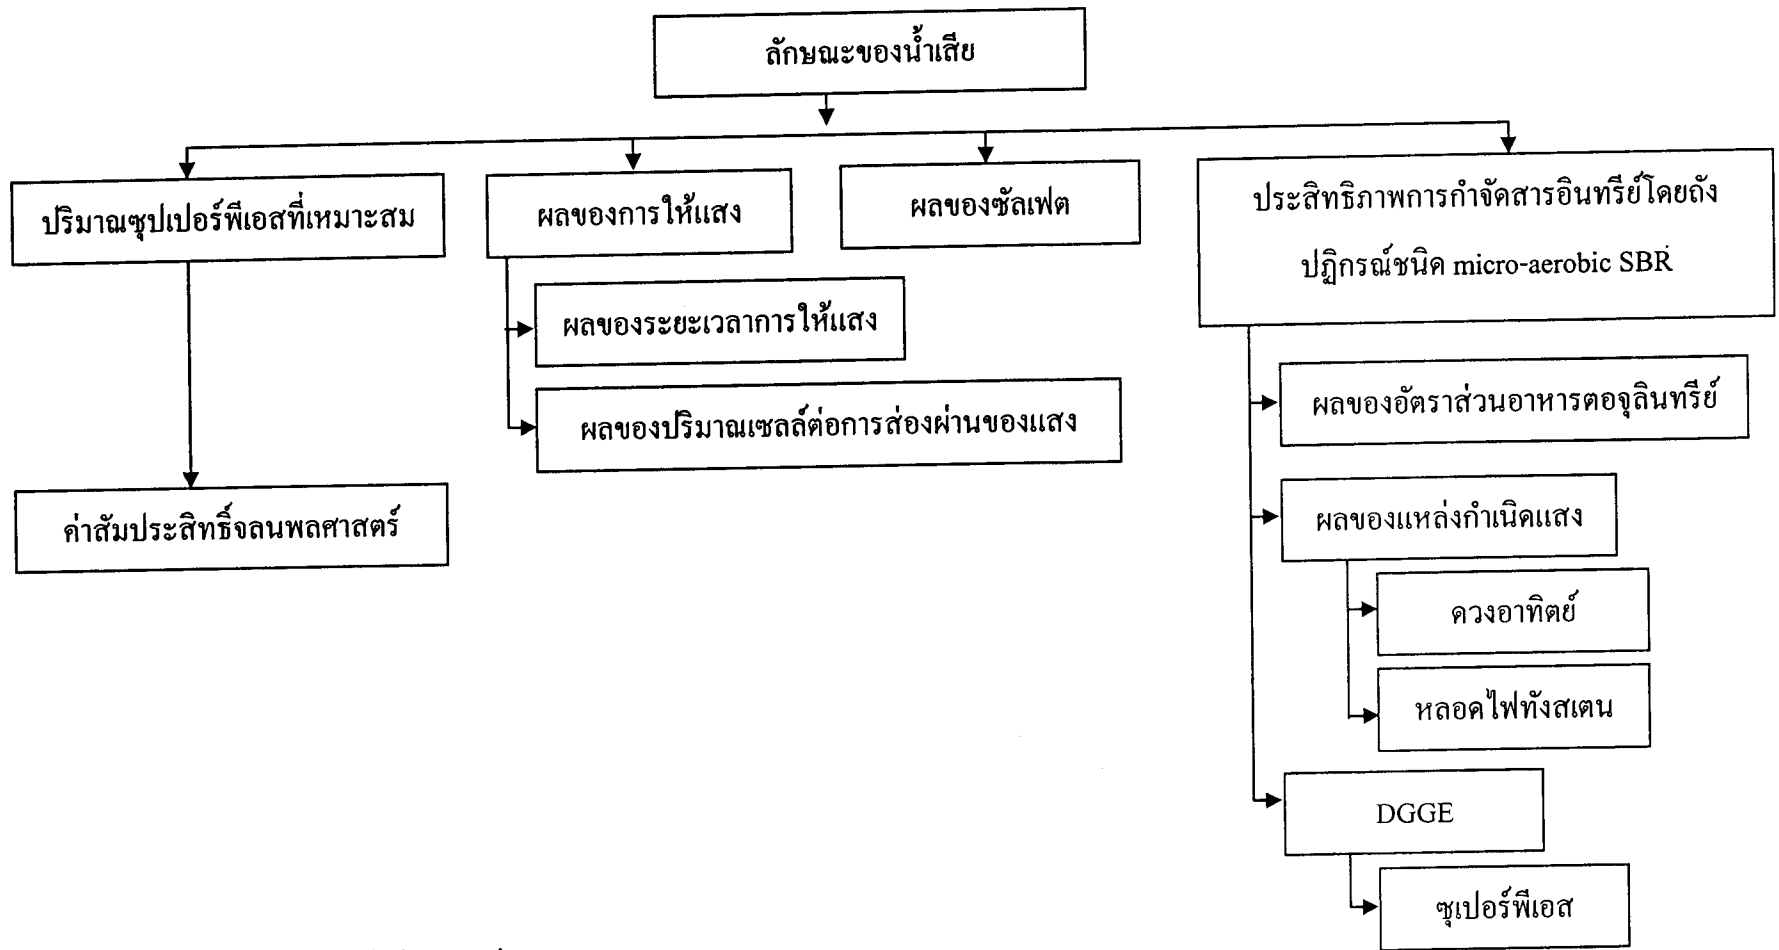 ลักษณะของน้ำเสีย
ปริมาณซุปเปอร์พีเอสที่เหมาะสม
ค่าสัมประสิทธิ์จลนพลศาสตร์
ผลของการให้แสง
ผลของระยะเวลาการให้แสง
ผลของปริมาณเซลล์ต่อการส่องผ่านของแสง
ผลของซัลเฟต
ประสิทธิภาพการกำจัดสารอินทรีย์โดยถัง
ปฏิกรณ์ชนิด micro-aerobic SBR
ผลของอัตราส่วนอาหารตอจุลินทรีย์
ผลของแหล่งกำเนิดแสง
ดวงอาทิตย์
หลอดไฟทังสเตน
DGGE
ซุเปอร์พีเอส